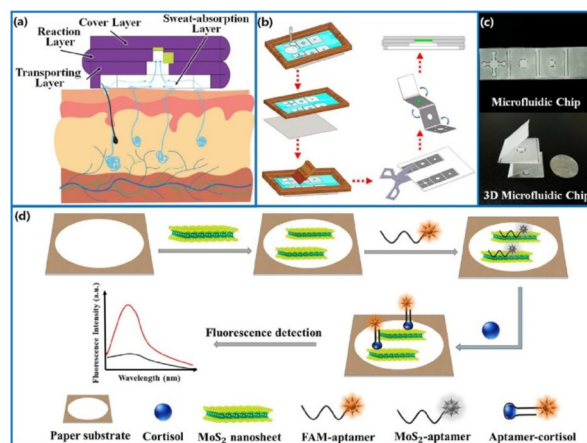 (a)
Cover Layer
Sweat-absorption
Layer
Reaction
Layer
Transporting
Layer
(b)
(c)
Microfluidic Chip
3D Microfluidic Chip
(d)
Fluorescence
Intensity (a.u.)
Wavelength (nm)
Fluorescence detection
Paper substrate
Cortisol
MoS2 nanosheet
FAM-aptamer
MoS2-aptamer
Aptamer-cortisol